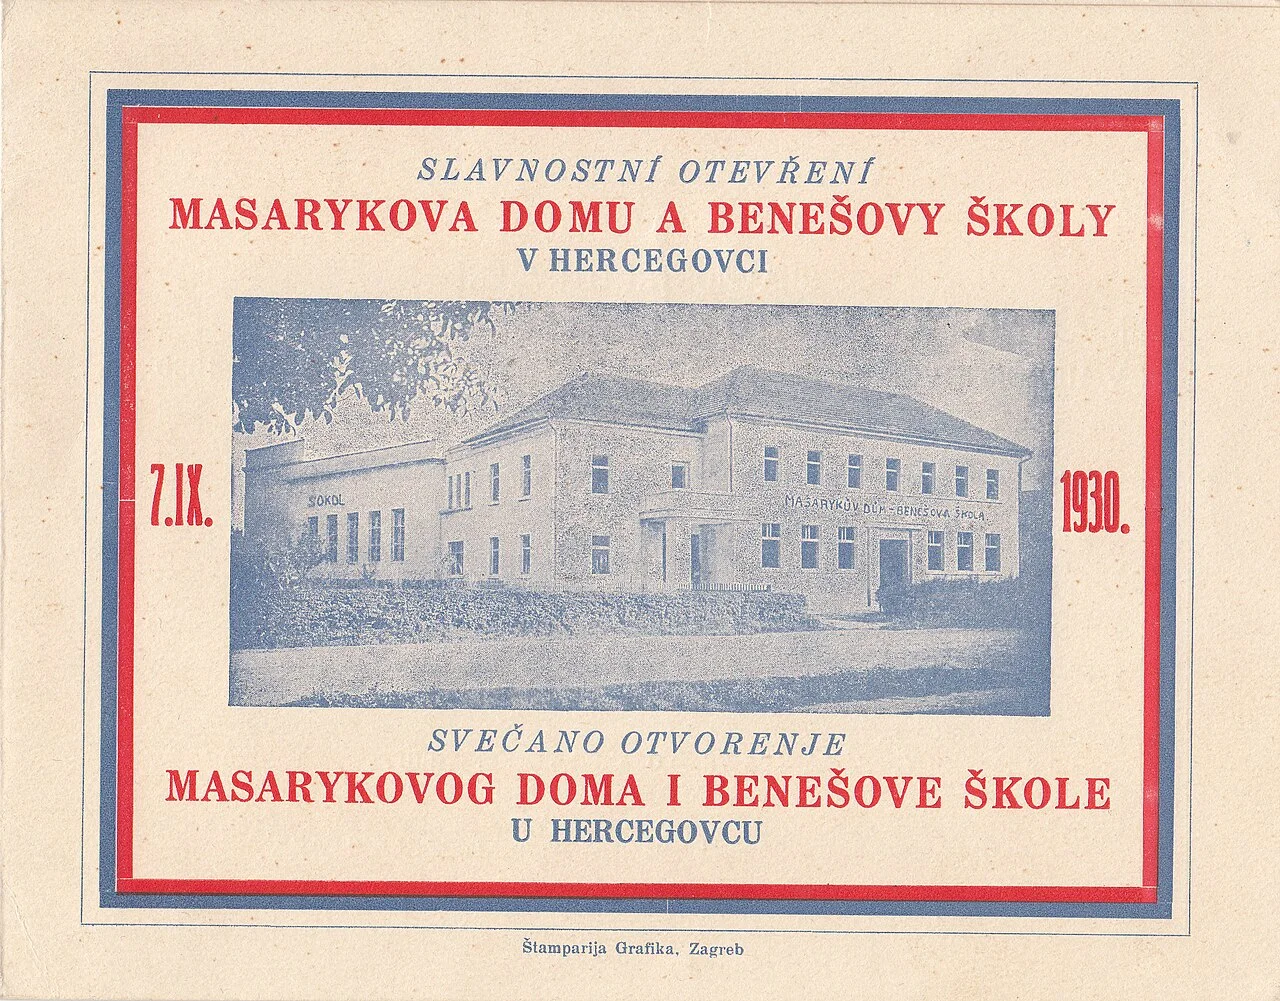 SLAVNOSTNÍ OTEVŘENÍ
MASARYKOVA DOMU A BENEŠOVY ŠKOLY
V HERCEGOVCI
SOKOL
MASARYKŮV DŮM - BENEŠOVA ŠKOLA
7.IX. 1930.
SVEČANO OTVORENJE
MASARYKOVOG DOMA I BENEŠOVE ŠKOLE
U HERCEGOVCU
Štamparija Grafika, Zagreb